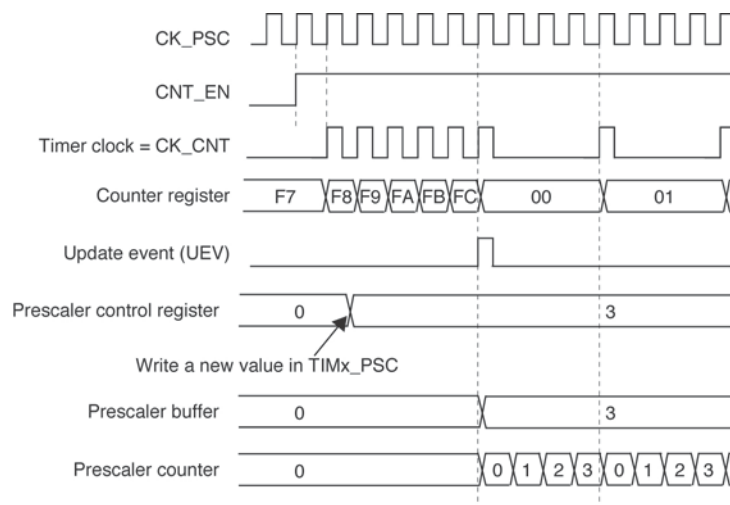 CK_PSC
CNT_EN
Timer clock = CK_CNT
Counter register F7 F8 F9 FA FB FC 00 01
Update event (UEV)
Prescaler control register 0 3
Write a new value in TIMx_PSC
Prescaler buffer 0 3
Prescaler counter 0 0 1 2 3 0 1 2 3